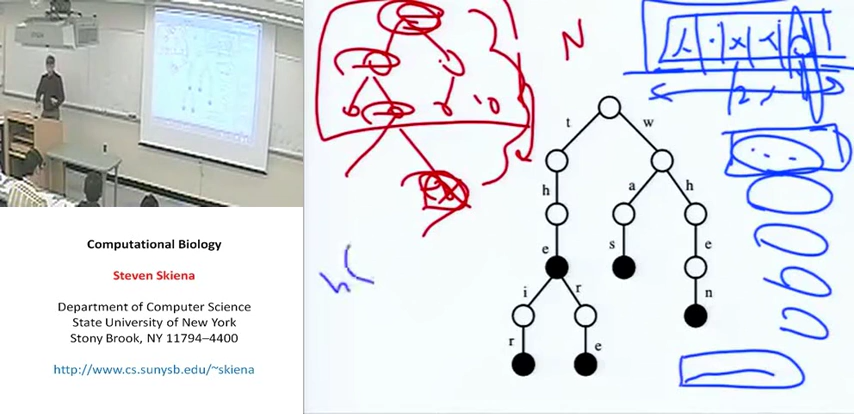 Computational Biology
Steven Skiena
Department of Computer Science
State University of New York
Stony Brook, NY 11794–4400
http://www.cs.sunysb.edu/~skiena
N
t w
h a h
e s e
i r n
r e